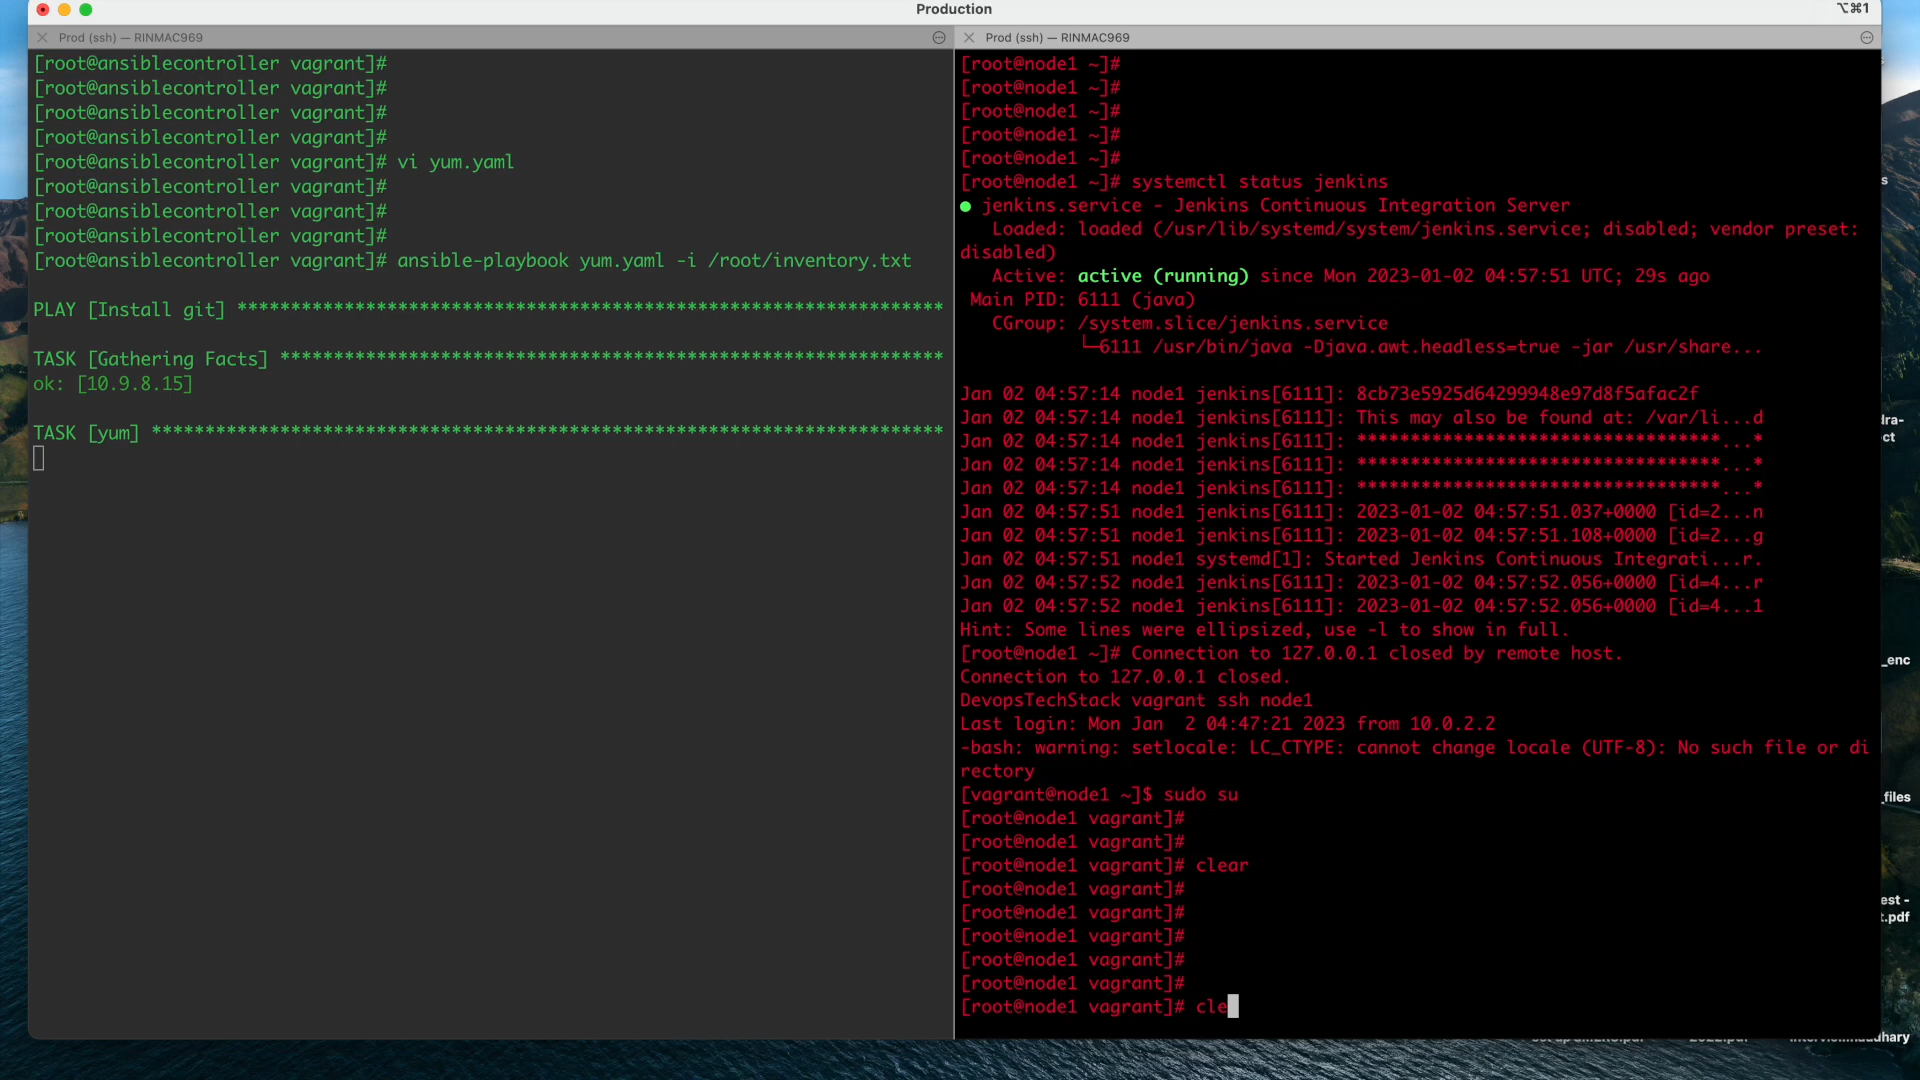 Production
⌥⌘1
Prod (ssh) — RINMAC969
[root@ansiblecontroller vagrant]#
[root@ansiblecontroller vagrant]#
[root@ansiblecontroller vagrant]#
[root@ansiblecontroller vagrant]#
[root@ansiblecontroller vagrant]# vi yum.yaml
[root@ansiblecontroller vagrant]#
[root@ansiblecontroller vagrant]#
[root@ansiblecontroller vagrant]#
[root@ansiblecontroller vagrant]# ansible-playbook yum.yaml -i /root/inventory.txt
PLAY [Install git] ******************************************************************
TASK [Gathering Facts] **************************************************************
ok: [10.9.8.15]
TASK [yum] **************************************************************************
Prod (ssh) — RINMAC969
[root@node1 ~]#
[root@node1 ~]#
[root@node1 ~]#
[root@node1 ~]#
[root@node1 ~]#
[root@node1 ~]# systemctl status jenkins
● jenkins.service - Jenkins Continuous Integration Server
Loaded: loaded (/usr/lib/systemd/system/jenkins.service; disabled; vendor preset:
disabled)
Active: active (running) since Mon 2023-01-02 04:57:51 UTC; 29s ago
Main PID: 6111 (java)
CGroup: /system.slice/jenkins.service
└─6111 /usr/bin/java -Djava.awt.headless=true -jar /usr/share...
Jan 02 04:57:14 node1 jenkins[6111]: 8cb73e5925d64299948e97d8f5afac2f
Jan 02 04:57:14 node1 jenkins[6111]: This may also be found at: /var/li...d
Jan 02 04:57:14 node1 jenkins[6111]: **********************************...*
Jan 02 04:57:14 node1 jenkins[6111]: **********************************...*
Jan 02 04:57:14 node1 jenkins[6111]: **********************************...*
Jan 02 04:57:51 node1 jenkins[6111]: 2023-01-02 04:57:51.037+0000 [id=2...n
Jan 02 04:57:51 node1 jenkins[6111]: 2023-01-02 04:57:51.108+0000 [id=2...g
Jan 02 04:57:51 node1 systemd[1]: Started Jenkins Continuous Integrati...r.
Jan 02 04:57:52 node1 jenkins[6111]: 2023-01-02 04:57:52.056+0000 [id=4...r
Jan 02 04:57:52 node1 jenkins[6111]: 2023-01-02 04:57:52.056+0000 [id=4...1
Hint: Some lines were ellipsized, use -l to show in full.
[root@node1 ~]# Connection to 127.0.0.1 closed by remote host.
Connection to 127.0.0.1 closed.
DevopsTechStack vagrant ssh node1
Last login: Mon Jan  2 04:47:21 2023 from 10.0.2.2
-bash: warning: setlocale: LC_CTYPE: cannot change locale (UTF-8): No such file or di
rectory
[vagrant@node1 ~]$ sudo su
[root@node1 vagrant]#
[root@node1 vagrant]#
[root@node1 vagrant]# clear
[root@node1 vagrant]#
[root@node1 vagrant]#
[root@node1 vagrant]#
[root@node1 vagrant]#
[root@node1 vagrant]#
[root@node1 vagrant]# cle
s
dra-
ct
_enc
_files
est -
t.pdf